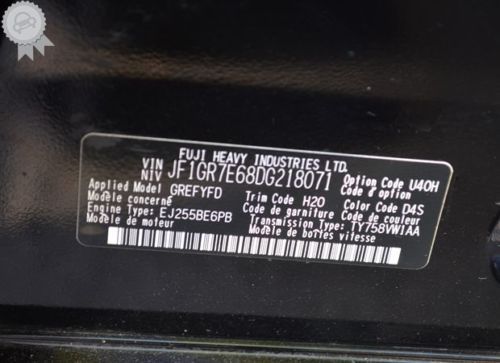 FUJI HEAVY INDUSTRIES LTD.
VIN
NIV JF1GR7E68DG218071 Option Code U40H
Applied Model GREFYFD Trim Code H20 Color Code D4S
Modèle concerné Code de garniture Code de couleur
Engine Type: EJ255BE6PB Transmission Type: TY758VW1AA
Modèle de moteur Modèle de boîtes vitesse